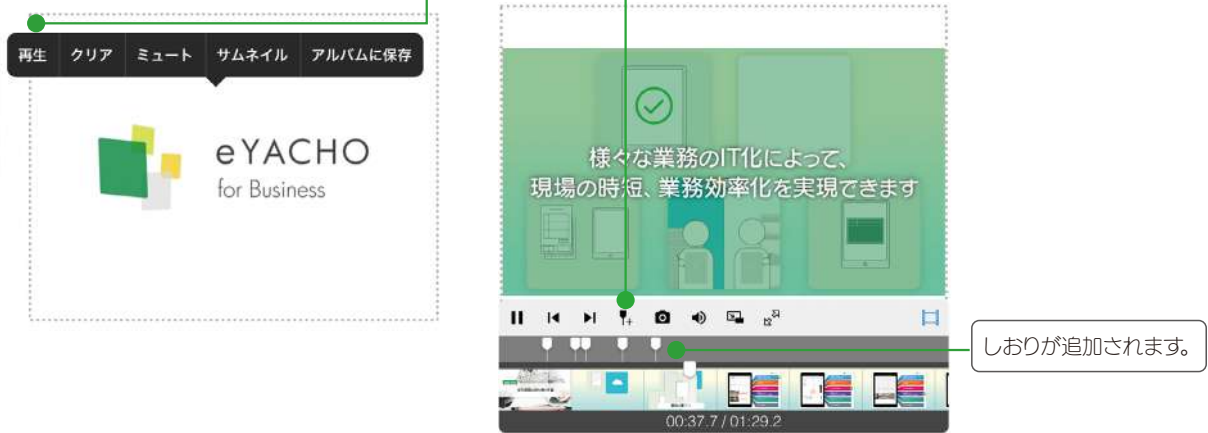 再生 クリア ミュート サムネイル アルバムに保存
eYACHO
for Business
様々な業務のIT化によって、
現場の時短、業務効率化を実現できます
しおりが追加されます。
00:37.7 / 01:29.2